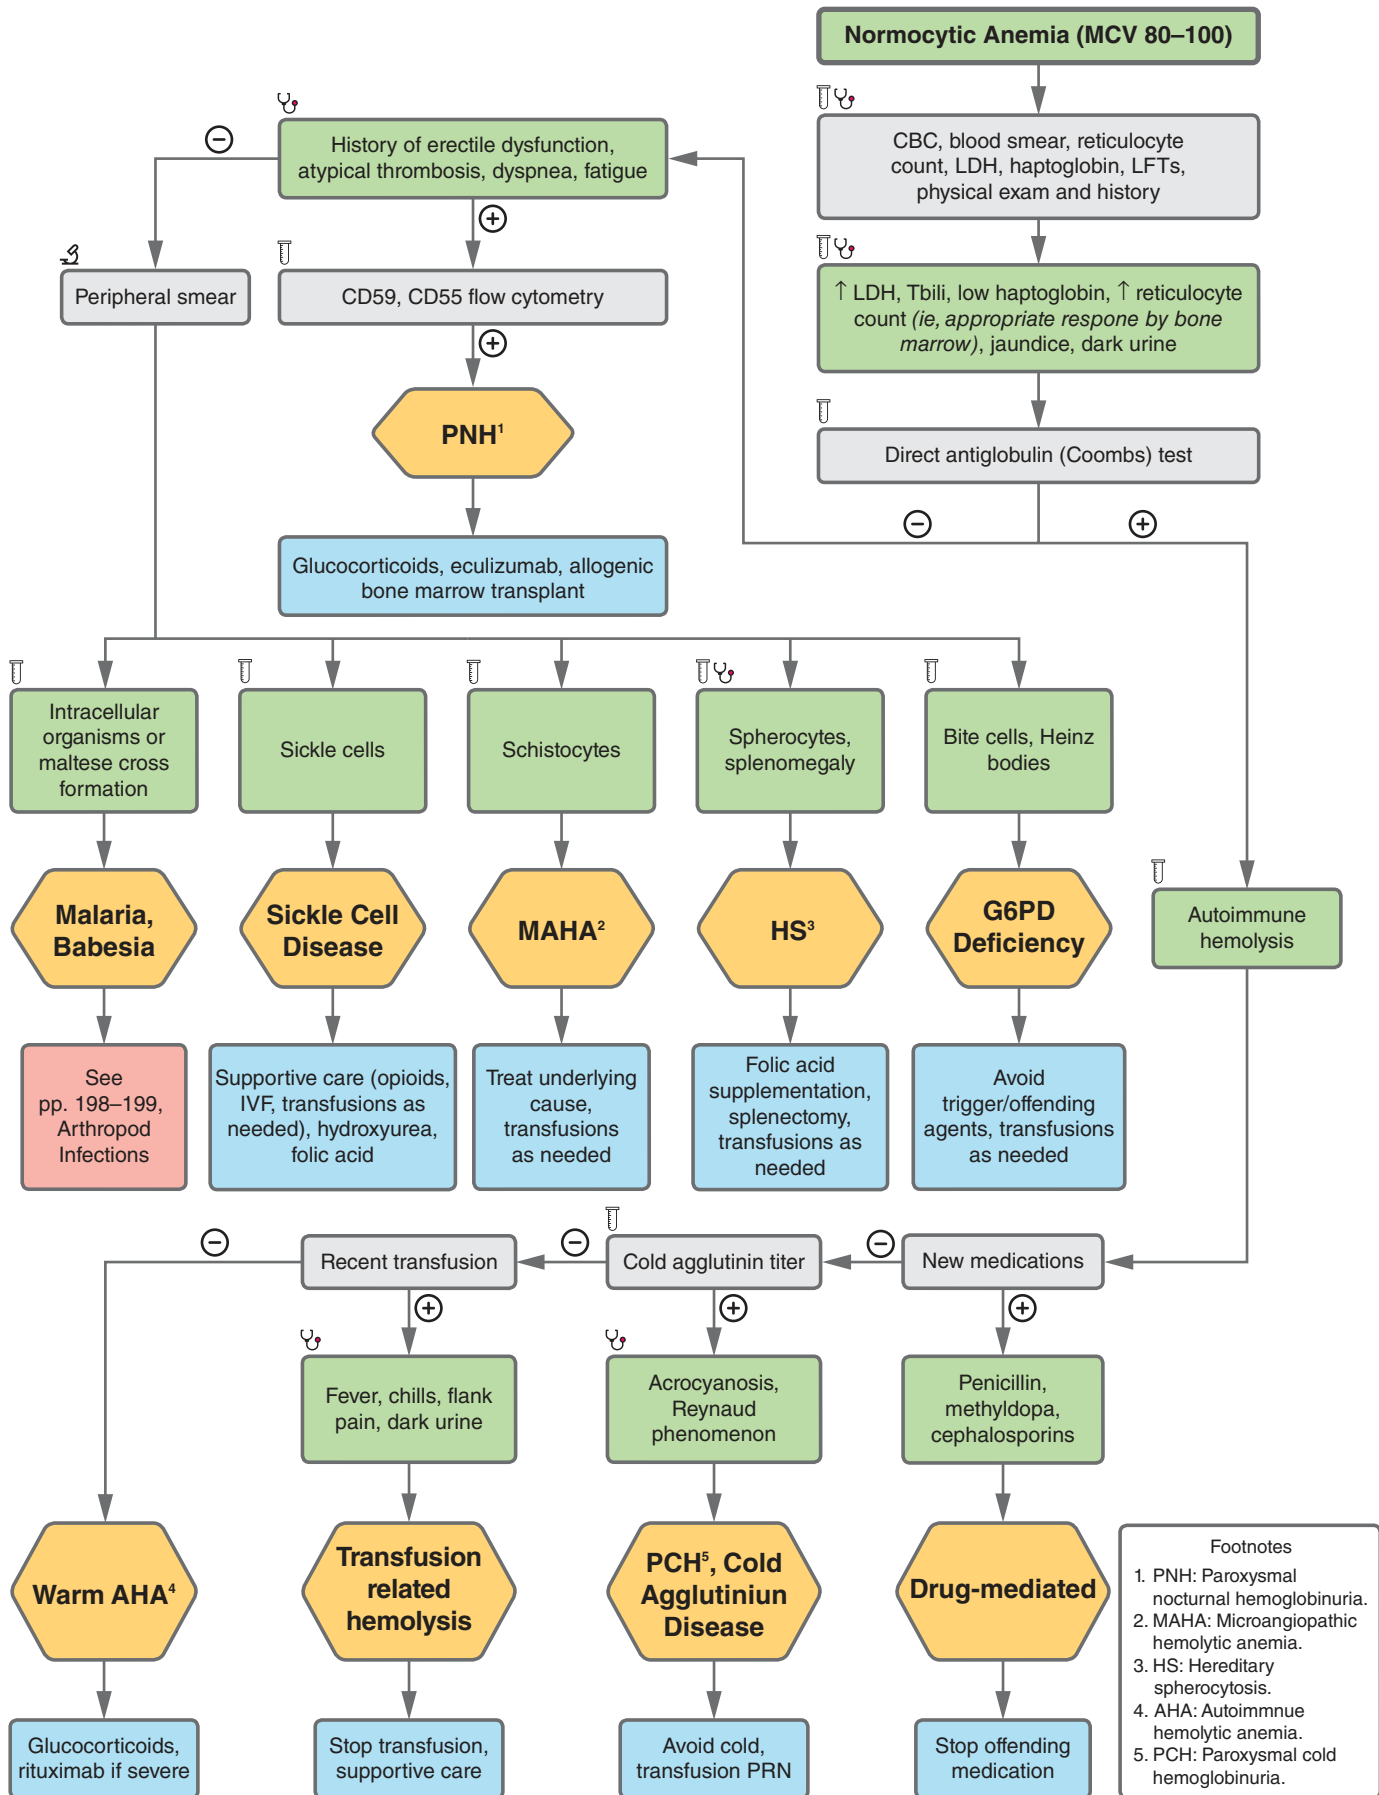 Normocytic Anemia (MCV 80–100)
CBC, blood smear, reticulocyte
count, LDH, haptoglobin, LFTs,
physical exam and history
↑ LDH, Tbili, low haptoglobin, ↑ reticulocyte
count (ie, appropriate respone by bone
marrow), jaundice, dark urine
Direct antiglobulin (Coombs) test
−
+
History of erectile dysfunction,
atypical thrombosis, dyspnea, fatigue
−
+
Peripheral smear
CD59, CD55 flow cytometry
+
PNH¹
Glucocorticoids, eculizumab, allogenic
bone marrow transplant
Intracellular
organisms or
maltese cross
formation
Sickle cells
Schistocytes
Spherocytes,
splenomegaly
Bite cells, Heinz
bodies
Malaria,
Babesia
Sickle Cell
Disease
MAHA²
HS³
G6PD
Deficiency
Autoimmune
hemolysis
See
pp. 198–199,
Arthropod
Infections
Supportive care (opioids,
IVF, transfusions as
needed), hydroxyurea,
folic acid
Treat underlying
cause,
transfusions
as needed
Folic acid
supplementation,
splenectomy,
transfusions as
needed
Avoid
trigger/offending
agents, transfusions
as needed
New medications
−
Cold agglutinin titer
−
Recent transfusion
−
+
+
+
Fever, chills, flank
pain, dark urine
Acrocyanosis,
Reynaud
phenomenon
Penicillin,
methyldopa,
cephalosporins
Warm AHA⁴
Transfusion
related
hemolysis
PCH⁵, Cold
Agglutiniun
Disease
Drug-mediated
Glucocorticoids,
rituximab if severe
Stop transfusion,
supportive care
Avoid cold,
transfusion PRN
Stop offending
medication
Footnotes
1. PNH: Paroxysmal
nocturnal hemoglobinuria.
2. MAHA: Microangiopathic
hemolytic anemia.
3. HS: Hereditary
spherocytosis.
4. AHA: Autoimmnue
hemolytic anemia.
5. PCH: Paroxysmal cold
hemoglobinuria.